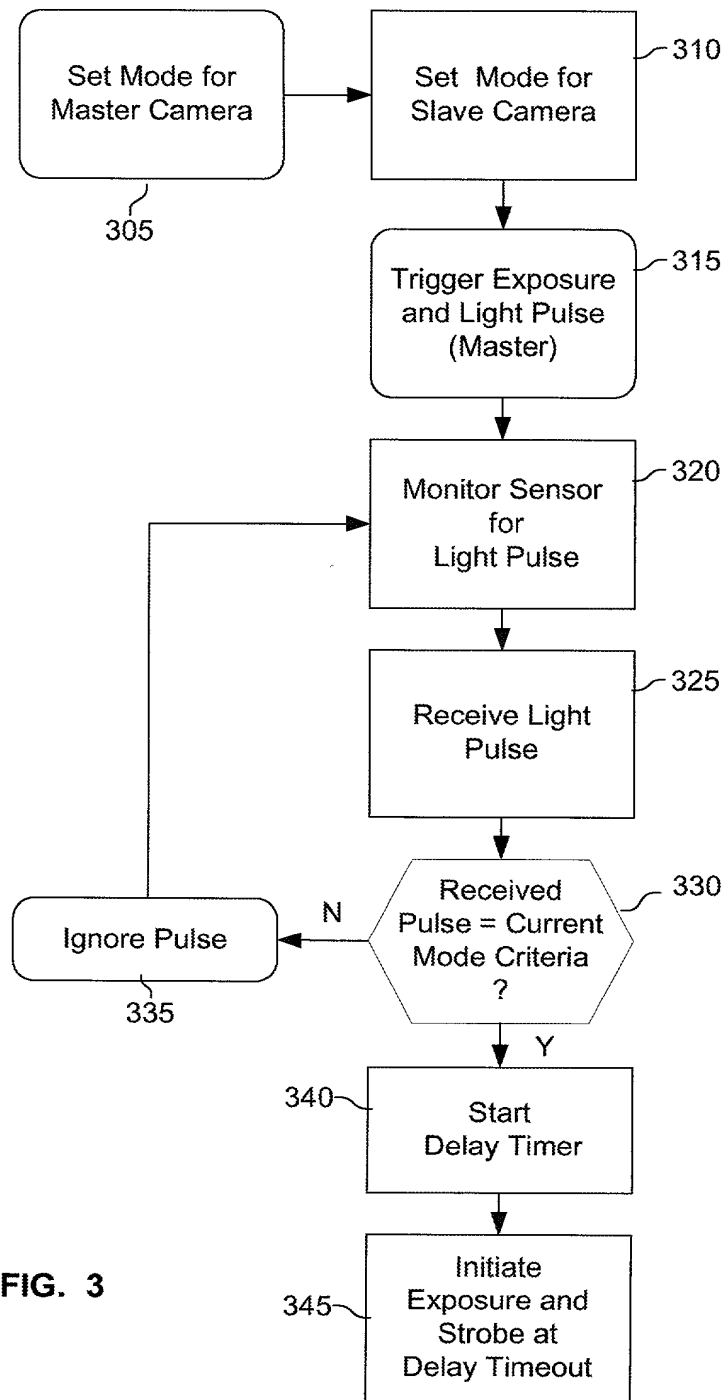 Set Mode for
Master Camera
305
Set Mode for
Slave Camera
310
Trigger Exposure
and Light Pulse
(Master)
315
Monitor Sensor
for
Light Pulse
320
Receive Light
Pulse
325
Received
Pulse = Current
Mode Criteria
?
330
N
Ignore Pulse
335
Y
340
Start
Delay Timer
345
Initiate
Exposure and
Strobe at
Delay Timeout
FIG. 3